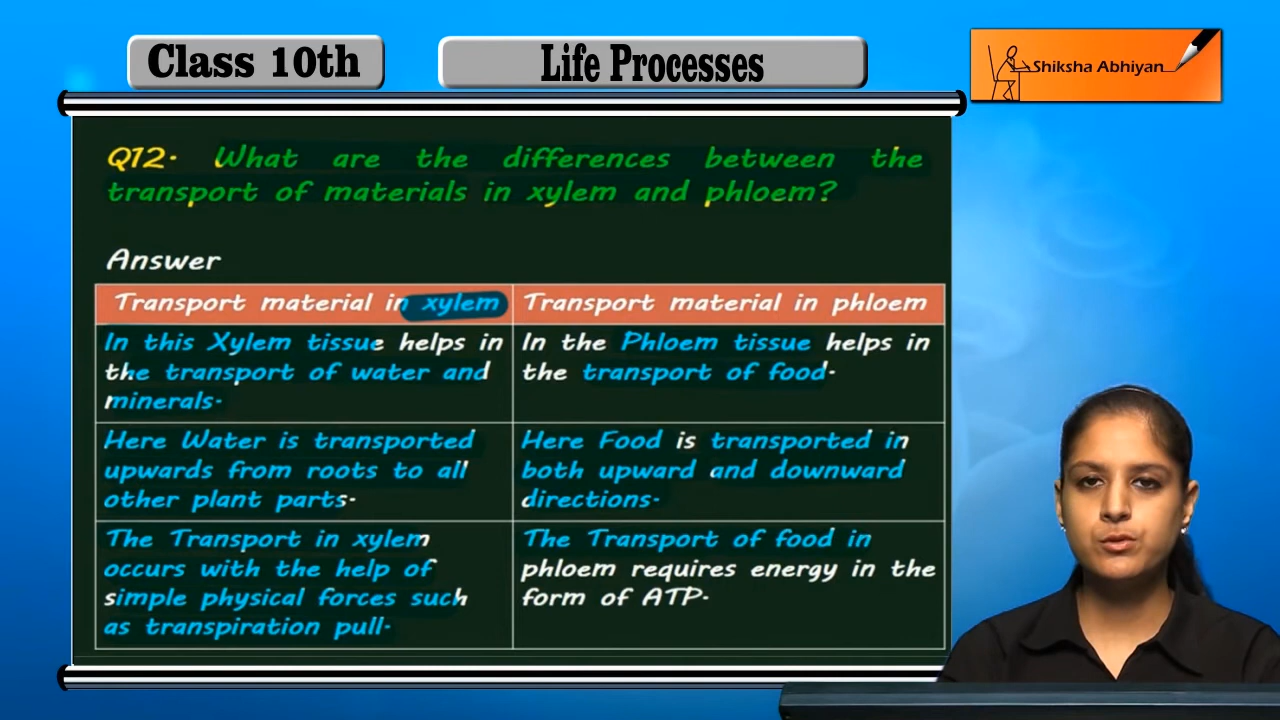 Class 10th
Life Processes
Shiksha Abhiyan
Q12. What are the differences between the
transport of materials in xylem and phloem?
Answer
Transport material in xylem
Transport material in phloem
In this Xylem tissue helps in
the transport of water and
minerals.
In the Phloem tissue helps in
the transport of food.
Here Water is transported
upwards from roots to all
other plant parts.
Here Food is transported in
both upward and downward
directions.
The Transport in xylem
occurs with the help of
simple physical forces such
as transpiration pull.
The Transport of food in
phloem requires energy in the
form of ATP.